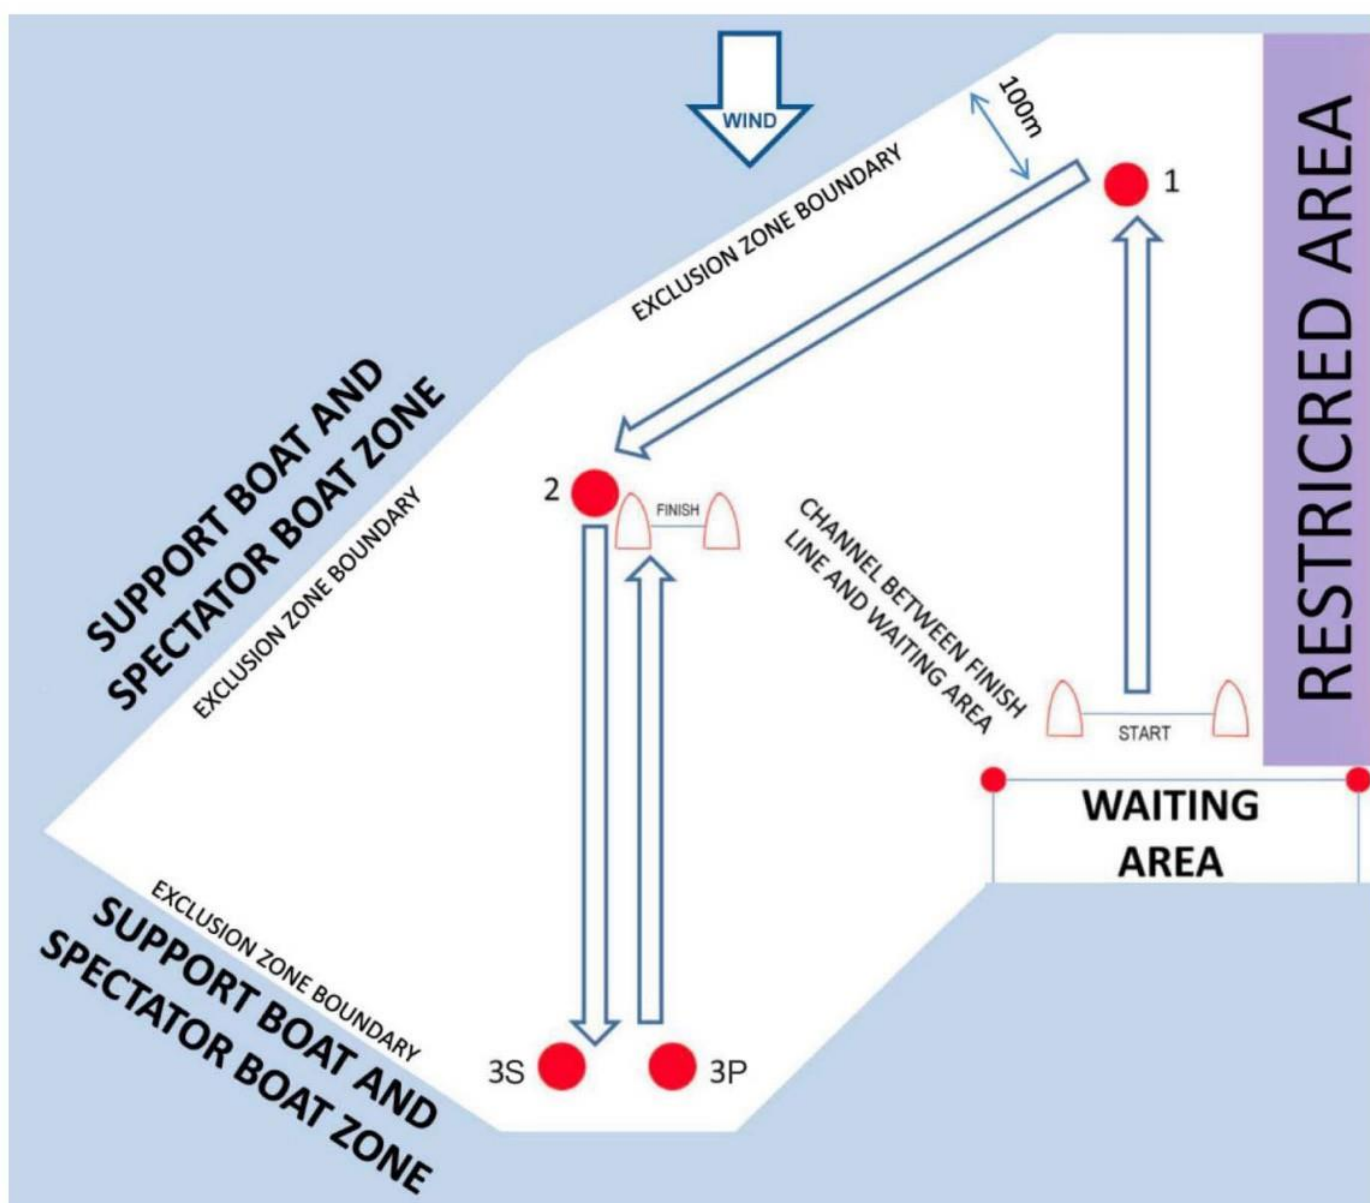 WIND
100m
EXCLUSION ZONE BOUNDARY
1
RESTRICRED AREA
SUPPORT BOAT AND
SPECTATOR BOAT ZONE
EXCLUSION ZONE BOUNDARY
2
FINISH
CHANNEL BETWEEN FINISH
LINE AND WAITING AREA
START
WAITING
AREA
EXCLUSION ZONE BOUNDARY
SUPPORT BOAT AND
SPECTATOR BOAT ZONE
3S
3P